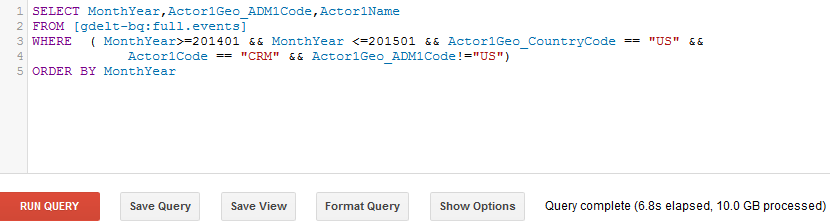 1 SELECT MonthYear,Actor1Geo_ADM1Code,Actor1Name
2 FROM [gdelt-bq:full.events]
3 WHERE  ( MonthYear>=201401 && MonthYear <=201501 && Actor1Geo_CountryCode == "US" &&
4             Actor1Code == "CRM" && Actor1Geo_ADM1Code!="US")
5 ORDER BY MonthYear
RUN QUERY Save Query Save View Format Query Show Options Query complete (6.8s elapsed, 10.0 GB processed)